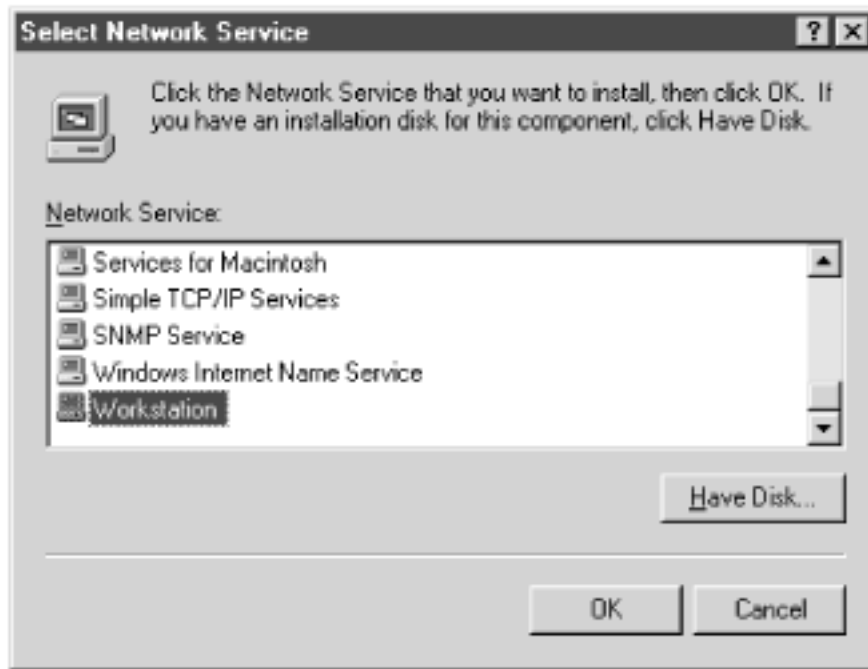 Select Network Service
Click the Network Service that you want to install, then click OK. If
you have an installation disk for this component, click Have Disk.
Network Service:
Services for Macintosh
Simple TCP/IP Services
SNMP Service
Windows Internet Name Service
Workstation
Have Disk...
OK
Cancel